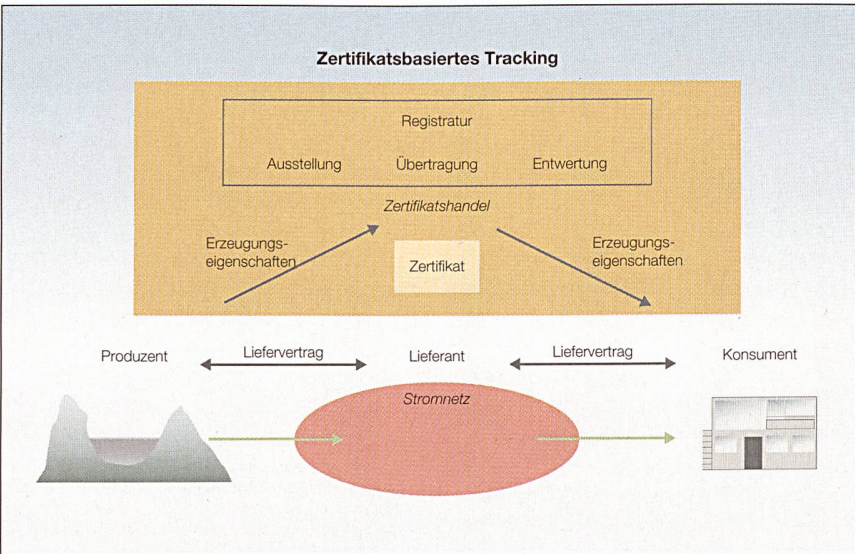 Zertifikatsbasiertes Tracking
Registratur
Ausstellung Übertragung Entwertung
Zertifikatshandel
Erzeugungs-
eigenschaften
Zertifikat
Erzeugungs-
eigenschaften
Produzent Liefervertrag Lieferant Liefervertrag Konsument
Stromnetz